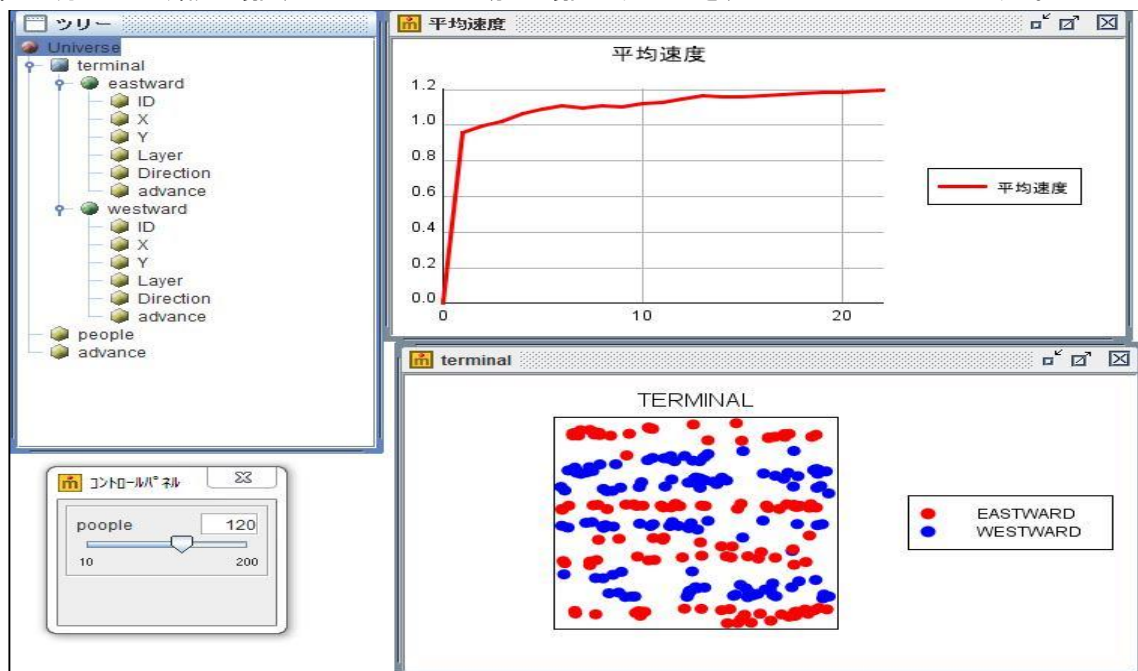 ツリー
Universe
terminal
eastward
ID
X
Y
Layer
Direction
advance
westward
ID
X
Y
Layer
Direction
advance
people
advance
平均速度
平均速度
1.2
1.0
0.8
0.6
0.4
0.2
0.0
0
10
20
平均速度
terminal
TERMINAL
EASTWARD
WESTWARD
コントロールパネル
poople
120
10
200